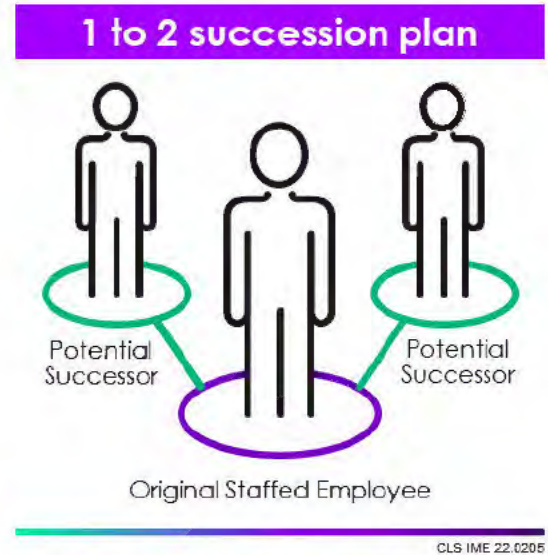 1 to 2 succession plan
Potential
Successor
Potential
Successor
Original Staffed Employee
CLS IME 22.0205